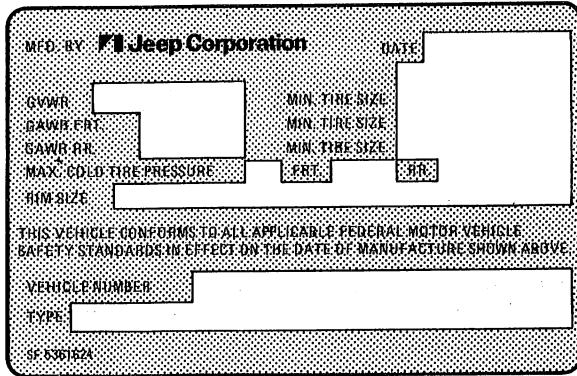 MFD. BY Jeep Corporation DATE
GVWR MIN. TIRE SIZE
GAWR FRT. MIN. TIRE SIZE
GAWR RR. MIN. TIRE SIZE
MAX. COLD TIRE PRESSURE FRT. RR.
RIM SIZE
THIS VEHICLE CONFORMS TO ALL APPLICABLE FEDERAL MOTOR VEHICLE
SAFETY STANDARDS IN EFFECT ON THE DATE OF MANUFACTURE SHOWN ABOVE
VEHICLE NUMBER
TYPE
SF 5361624